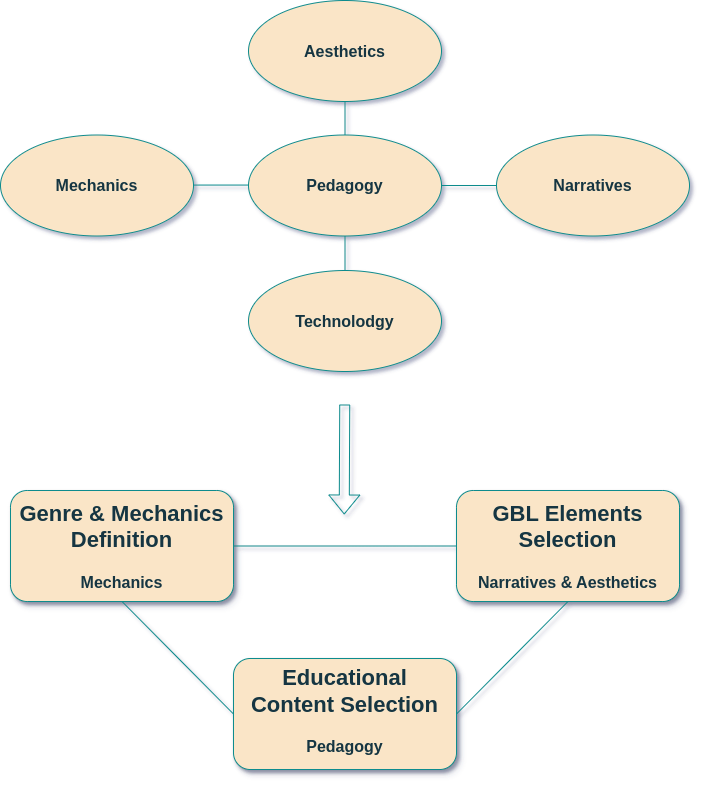 Aesthetics
Mechanics
Pedagogy
Narratives
Technolodgy
Genre & Mechanics
Definition
Mechanics
GBL Elements
Selection
Narratives & Aesthetics
Educational
Content Selection
Pedagogy